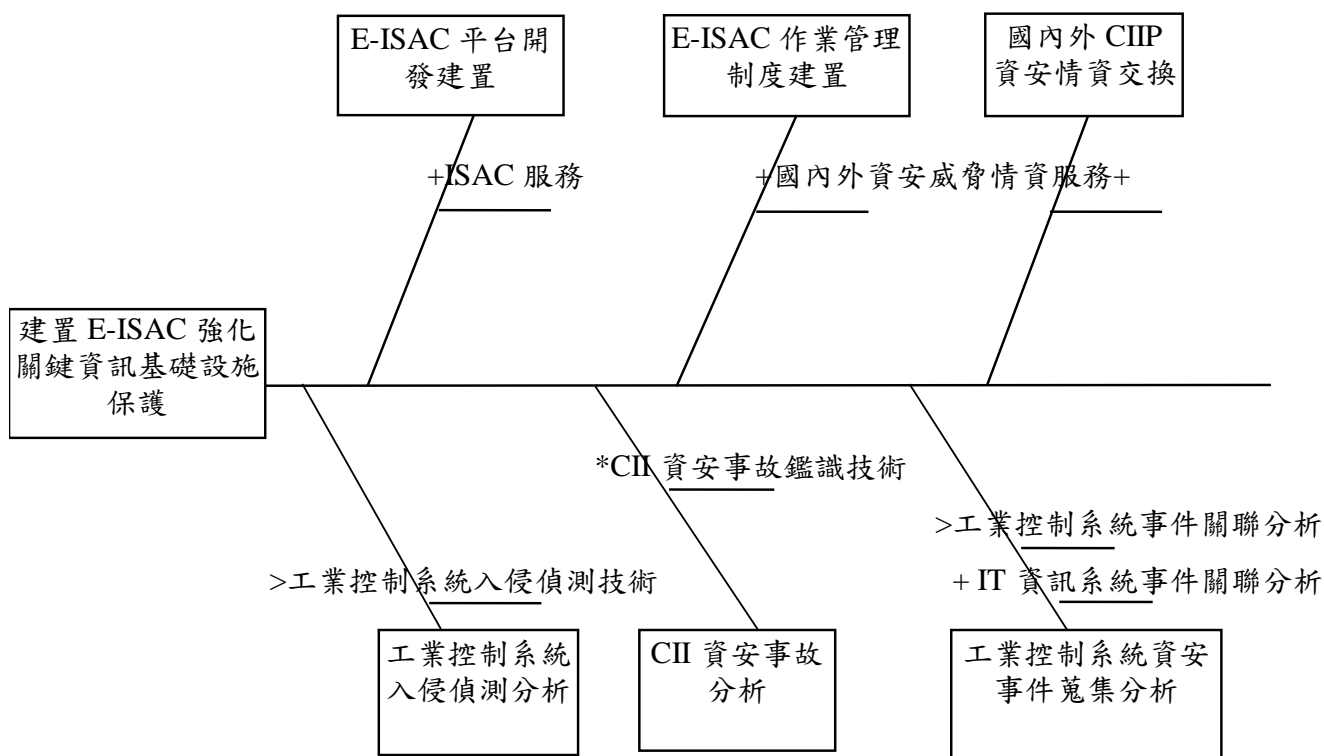 E-ISAC 平台開
發建置
E-ISAC 作業管理
制度建置
國內外 CIIP
資安情資交換
+ISAC 服務
+國內外資安威脅情資服務+
建置 E-ISAC 強化
關鍵資訊基礎設施
保護
*CII 資安事故鑑識技術
>工業控制系統事件關聯分析
>工業控制系統入侵偵測技術
+ IT 資訊系統事件關聯分析
工業控制系統
入侵偵測分析
CII 資安事故
分析
工業控制系統資安
事件蒐集分析